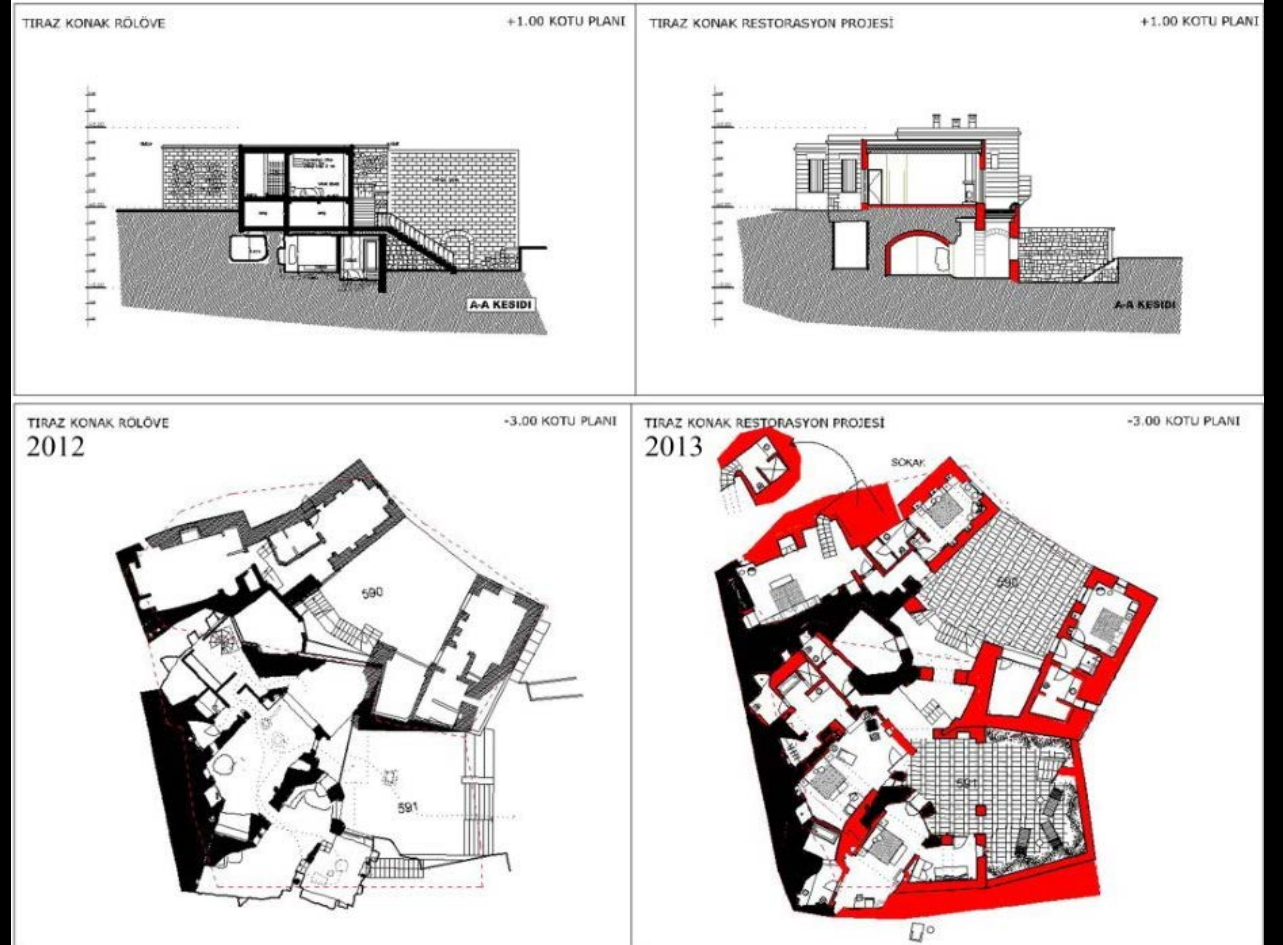 TIRAZ KONAK RÖLÖVE
+1.00 KOTU PLANI
A-A KESIDI
TIRAZ KONAK RESTORASYON PROJESİ
+1.00 KOTU PLANI
A-A KESIDI
TIRAZ KONAK RÖLÖVE
-3.00 KOTU PLANI
2012
590
591
TIRAZ KONAK RESTORASYON PROJESİ
-3.00 KOTU PLANI
2013
SOKAK
590
591